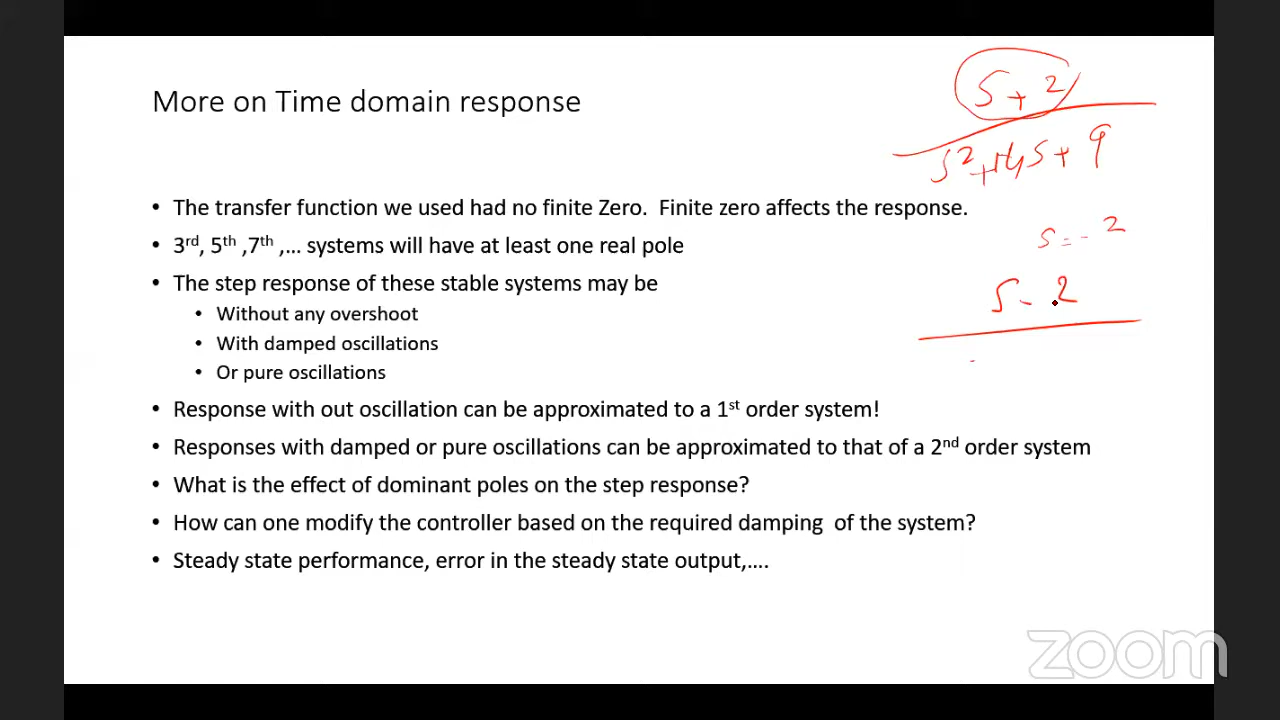 S + 2
More on Time domain response
S² + 4S + 9
• The transfer function we used had no finite Zero. Finite zero affects the response.
S = - 2
• 3rd, 5th ,7th ,... systems will have at least one real pole
• The step response of these stable systems may be
S - 2
• Without any overshoot
• With damped oscillations
• Or pure oscillations
• Response with out oscillation can be approximated to a 1st order system!
• Responses with damped or pure oscillations can be approximated to that of a 2nd order system
• What is the effect of dominant poles on the step response?
• How can one modify the controller based on the required damping of the system?
• Steady state performance, error in the steady state output,....
zoom